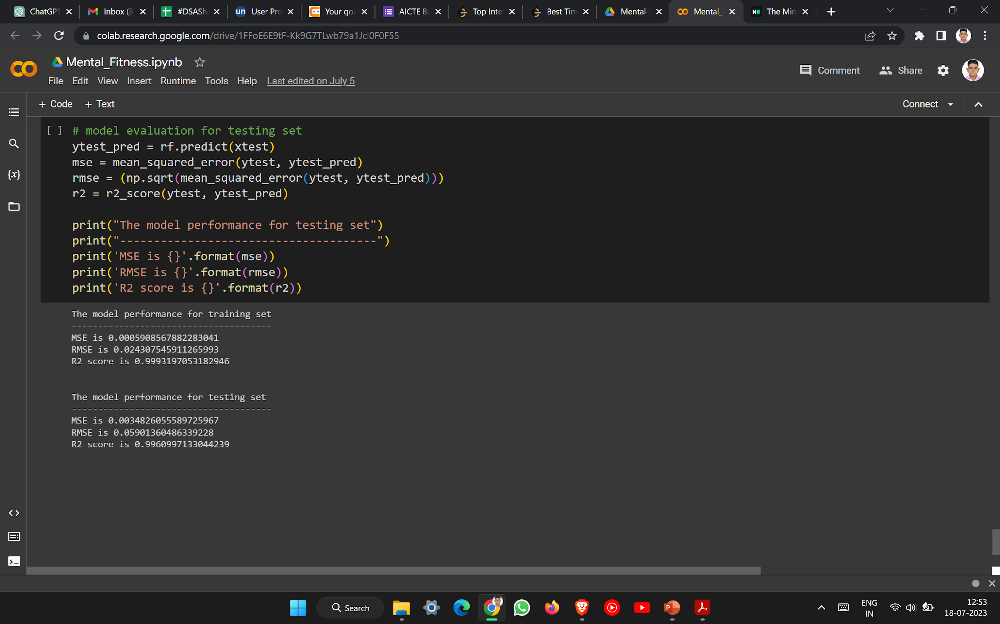 ChatGPT
Inbox (3,
#DSASh
User Pro
Your goa
AICTE Ba
Top Inte
Best Tim
Mental-
Mental_
The Min
colab.research.google.com/drive/1FFoE6E9tF-Kk9G7TLwb79a1Jcl0F0F55
Mental_Fitness.ipynb
File Edit View Insert Runtime Tools Help Last edited on July 5
Comment
Share
+ Code + Text
Connect
[ ] # model evaluation for testing set
ytest_pred = rf.predict(xtest)
mse = mean_squared_error(ytest, ytest_pred)
rmse = (np.sqrt(mean_squared_error(ytest, ytest_pred)))
r2 = r2_score(ytest, ytest_pred)
print("The model performance for testing set")
print("--------------------------------------")
print('MSE is {}'.format(mse))
print('RMSE is {}'.format(rmse))
print('R2 score is {}'.format(r2))
The model performance for training set
--------------------------------------
MSE is 0.0005908567882283041
RMSE is 0.024307545911265993
R2 score is 0.9993197053182946
The model performance for testing set
--------------------------------------
MSE is 0.0034826055589725967
RMSE is 0.05901360486339228
R2 score is 0.9960997133044239
Search
ENG
IN
12:53
18-07-2023